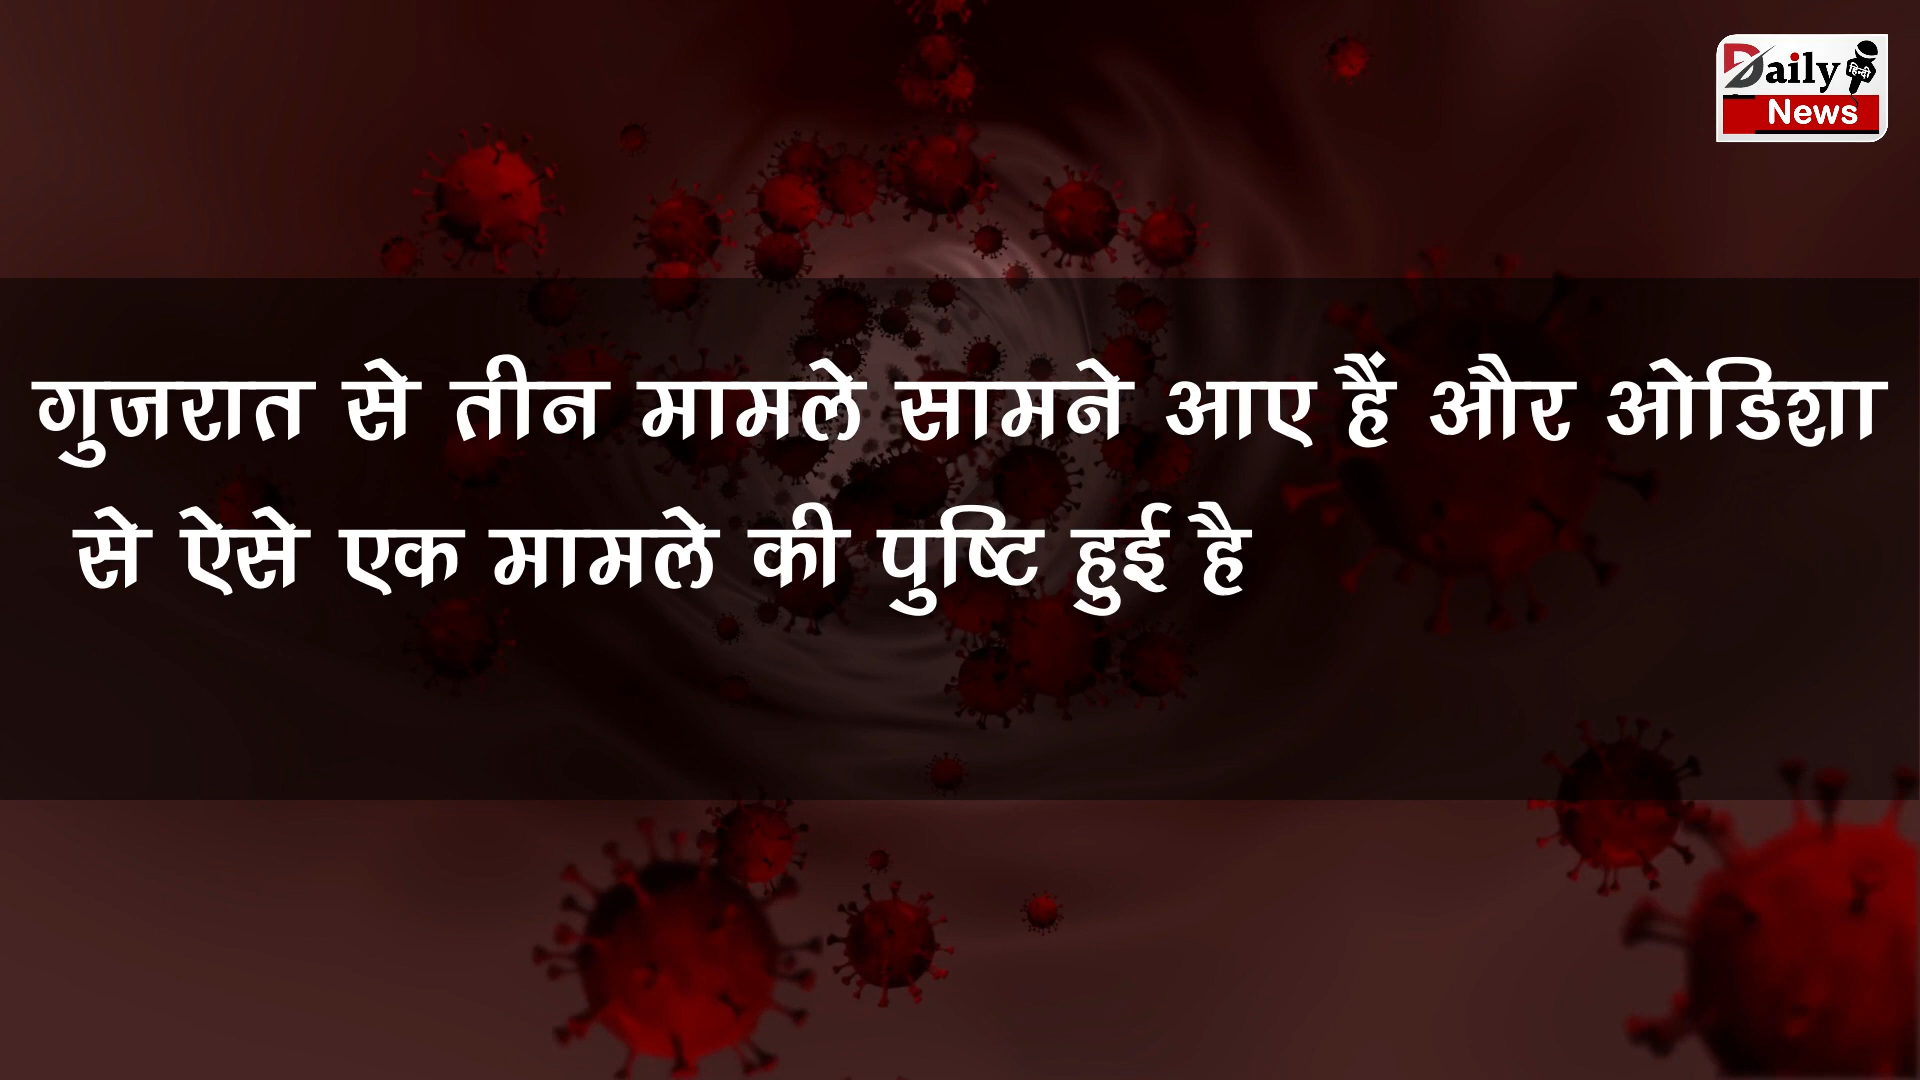 Daily
हिन्दी
News
गुजरात से तीन मामले सामने आए हैं और ओडिशा
से ऐसे एक मामले की पुष्टि हुई है